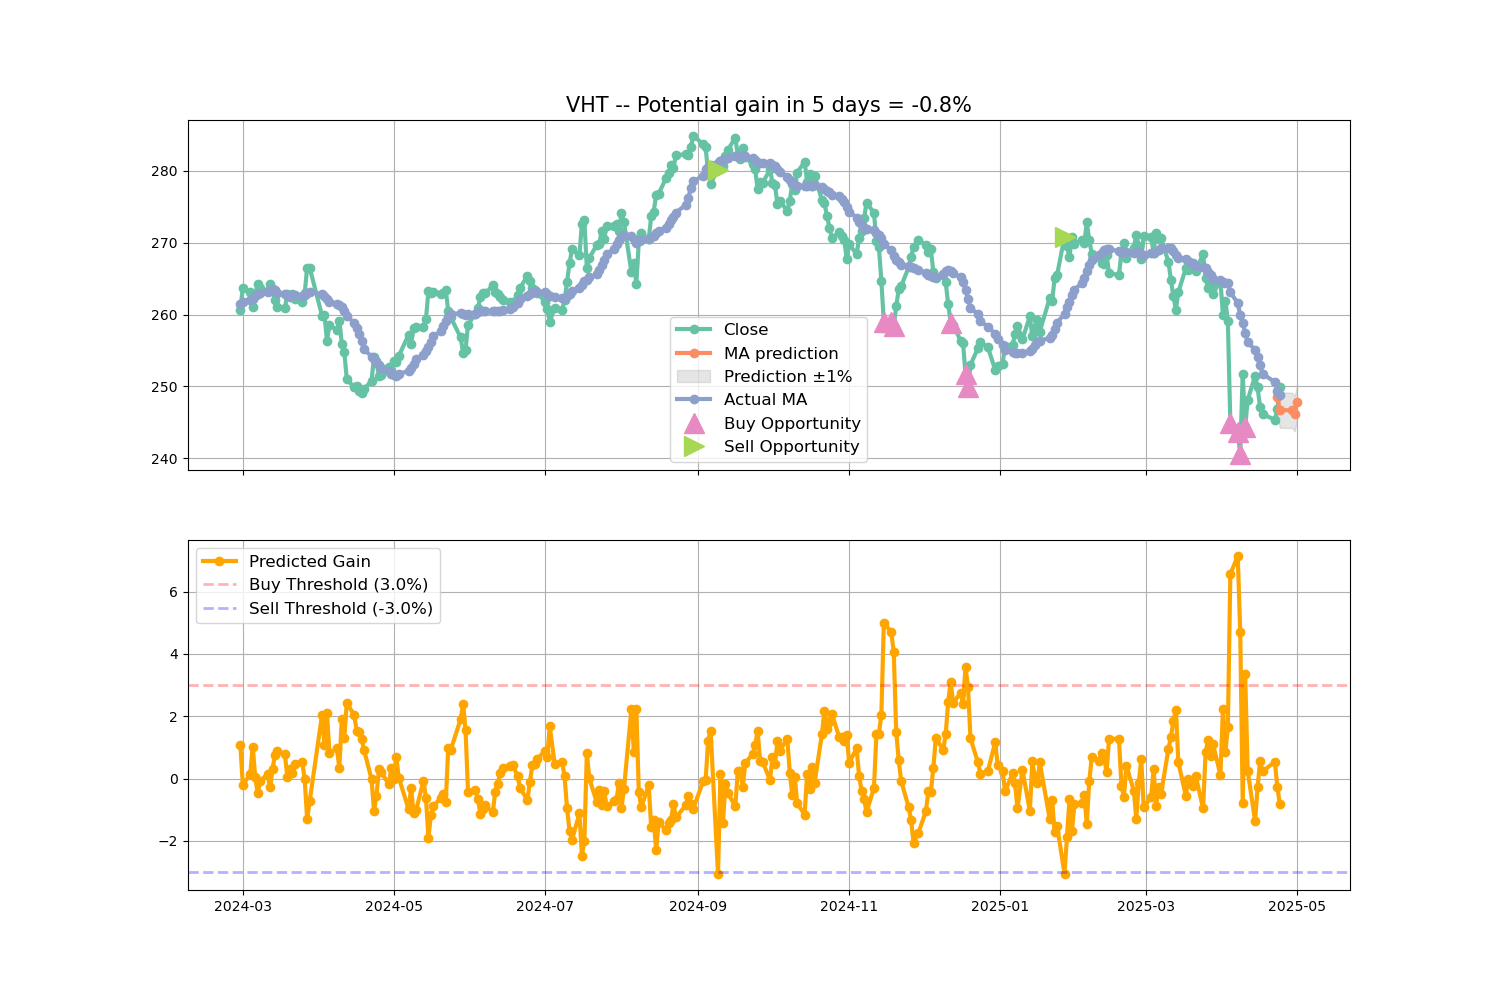 VHT -- Potential gain in 5 days = -0.8%
280
270
260
250
240
Close
MA prediction
Prediction ±1%
Actual MA
Buy Opportunity
Sell Opportunity
Predicted Gain
Buy Threshold (3.0%)
Sell Threshold (-3.0%)
6
4
2
0
−2
2024-03
2024-05
2024-07
2024-09
2024-11
2025-01
2025-03
2025-05